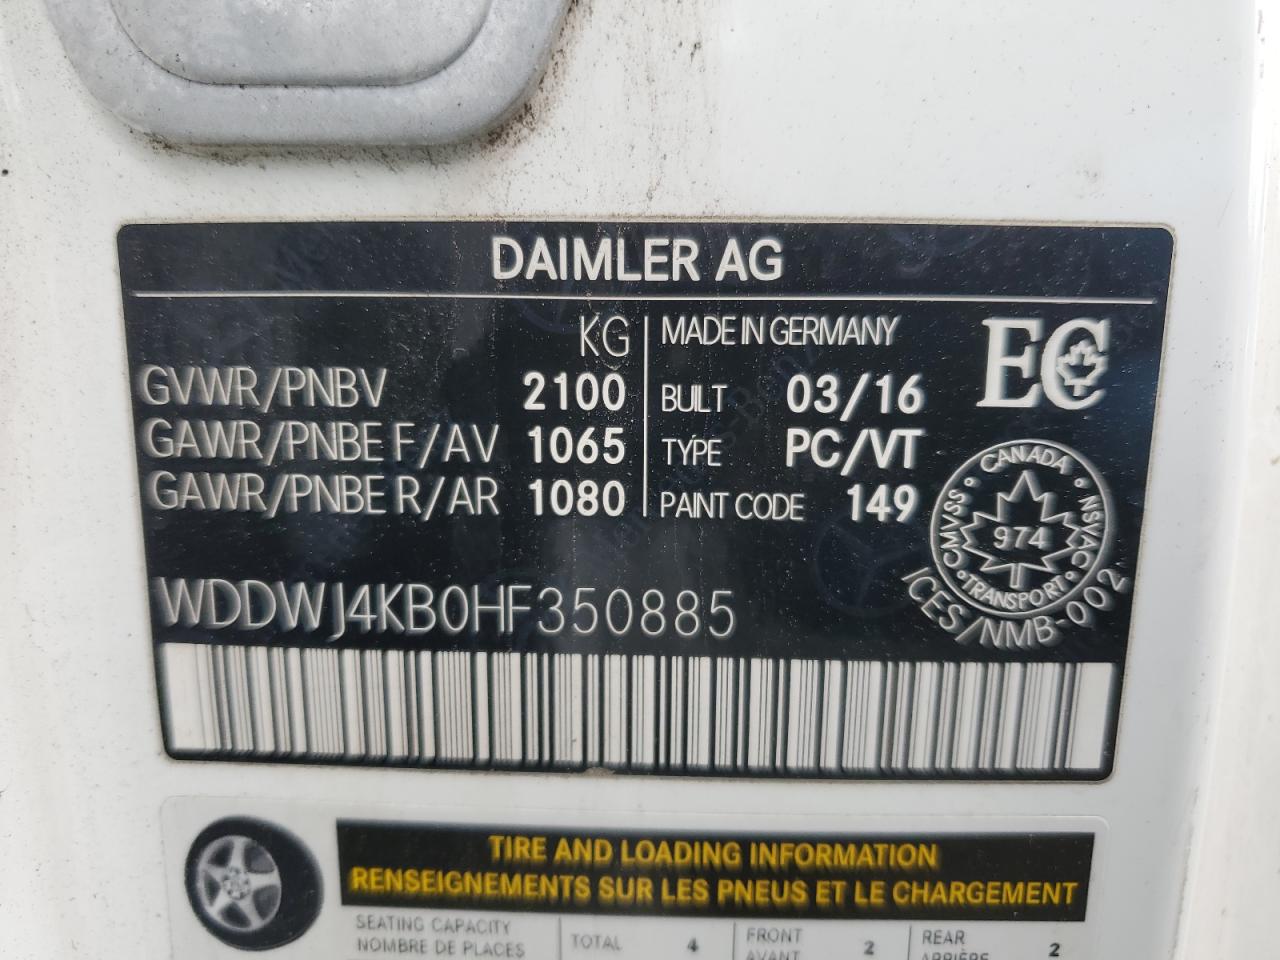 DAIMLER AG
KG
MADE IN GERMANY
EC
GVWR/PNBV 2100
BUILT 03/16
GAWR/PNBE F/AV 1065
TYPE PC/VT
GAWR/PNBE R/AR 1080
PAINT CODE 149
CANADA
CMVSS
NSVAC
974
TRANSPORT
ICES/NMB-002
WDDWJ4KB0HF350885
TIRE AND LOADING INFORMATION
RENSEIGNEMENTS SUR LES PNEUS ET LE CHARGEMENT
SEATING CAPACITY
NOMBRE DE PLACES
TOTAL 4
FRONT
AVANT 2
REAR
ARRIÈRE 2